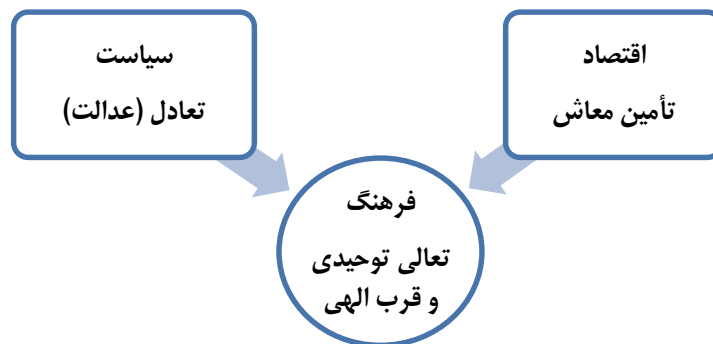 اقتصاد
تأمین معاش
سیاست
تعادل (عدالت)
فرهنگ
تعالی توحیدی
و قرب الهی